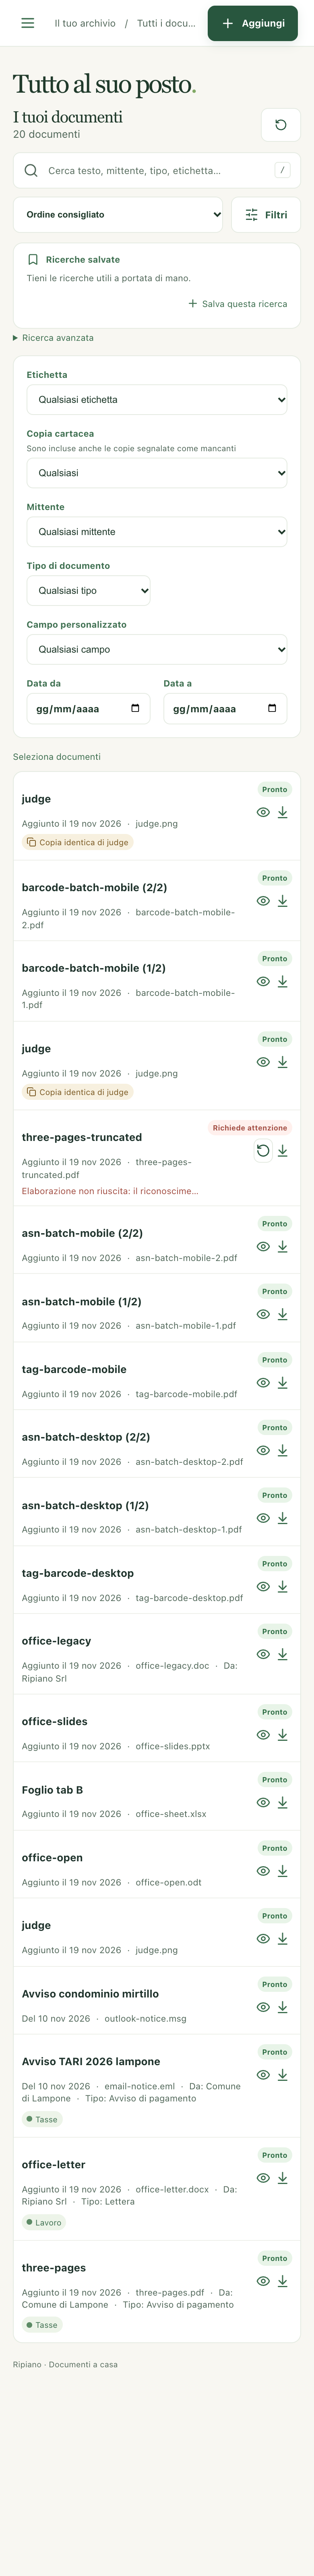 Il tuo archivio / Tutti i docu...
+ Aggiungi
Tutto al suo posto.
I tuoi documenti
20 documenti
Cerca testo, mittente, tipo, etichetta...
/
Ordine consigliato
Filtri
Ricerche salvate
Tieni le ricerche utili a portata di mano.
+ Salva questa ricerca
Ricerca avanzata
Etichetta
Qualsiasi etichetta
Copia cartacea
Sono incluse anche le copie segnalate come mancanti
Qualsiasi
Mittente
Qualsiasi mittente
Tipo di documento
Qualsiasi tipo
Campo personalizzato
Qualsiasi campo
Data da
Data a
gg/mm/aaaa
gg/mm/aaaa
Seleziona documenti
Pronto
judge
Aggiunto il 19 nov 2026 · judge.png
Copia identica di judge
Pronto
barcode-batch-mobile (2/2)
Aggiunto il 19 nov 2026 · barcode-batch-mobile-
2.pdf
Pronto
barcode-batch-mobile (1/2)
Aggiunto il 19 nov 2026 · barcode-batch-mobile-
1.pdf
Pronto
judge
Aggiunto il 19 nov 2026 · judge.png
Copia identica di judge
Richiede attenzione
three-pages-truncated
Aggiunto il 19 nov 2026 · three-pages-
truncated.pdf
Elaborazione non riuscita: il riconoscime...
Pronto
asn-batch-mobile (2/2)
Aggiunto il 19 nov 2026 · asn-batch-mobile-2.pdf
Pronto
asn-batch-mobile (1/2)
Aggiunto il 19 nov 2026 · asn-batch-mobile-1.pdf
Pronto
tag-barcode-mobile
Aggiunto il 19 nov 2026 · tag-barcode-mobile.pdf
Pronto
asn-batch-desktop (2/2)
Aggiunto il 19 nov 2026 · asn-batch-desktop-2.pdf
Pronto
asn-batch-desktop (1/2)
Aggiunto il 19 nov 2026 · asn-batch-desktop-1.pdf
Pronto
tag-barcode-desktop
Aggiunto il 19 nov 2026 · tag-barcode-desktop.pdf
Pronto
office-legacy
Aggiunto il 19 nov 2026 · office-legacy.doc · Da:
Ripiano Srl
Pronto
office-slides
Aggiunto il 19 nov 2026 · office-slides.pptx
Pronto
Foglio tab B
Aggiunto il 19 nov 2026 · office-sheet.xlsx
Pronto
office-open
Aggiunto il 19 nov 2026 · office-open.odt
Pronto
judge
Aggiunto il 19 nov 2026 · judge.png
Pronto
Avviso condominio mirtillo
Del 10 nov 2026 · outlook-notice.msg
Pronto
Avviso TARI 2026 lampone
Del 10 nov 2026 · email-notice.eml · Da: Comune
di Lampone · Tipo: Avviso di pagamento
Tasse
Pronto
office-letter
Aggiunto il 19 nov 2026 · office-letter.docx · Da:
Ripiano Srl · Tipo: Lettera
Lavoro
Pronto
three-pages
Aggiunto il 19 nov 2026 · three-pages.pdf · Da:
Comune di Lampone · Tipo: Avviso di pagamento
Tasse
Ripiano · Documenti a casa